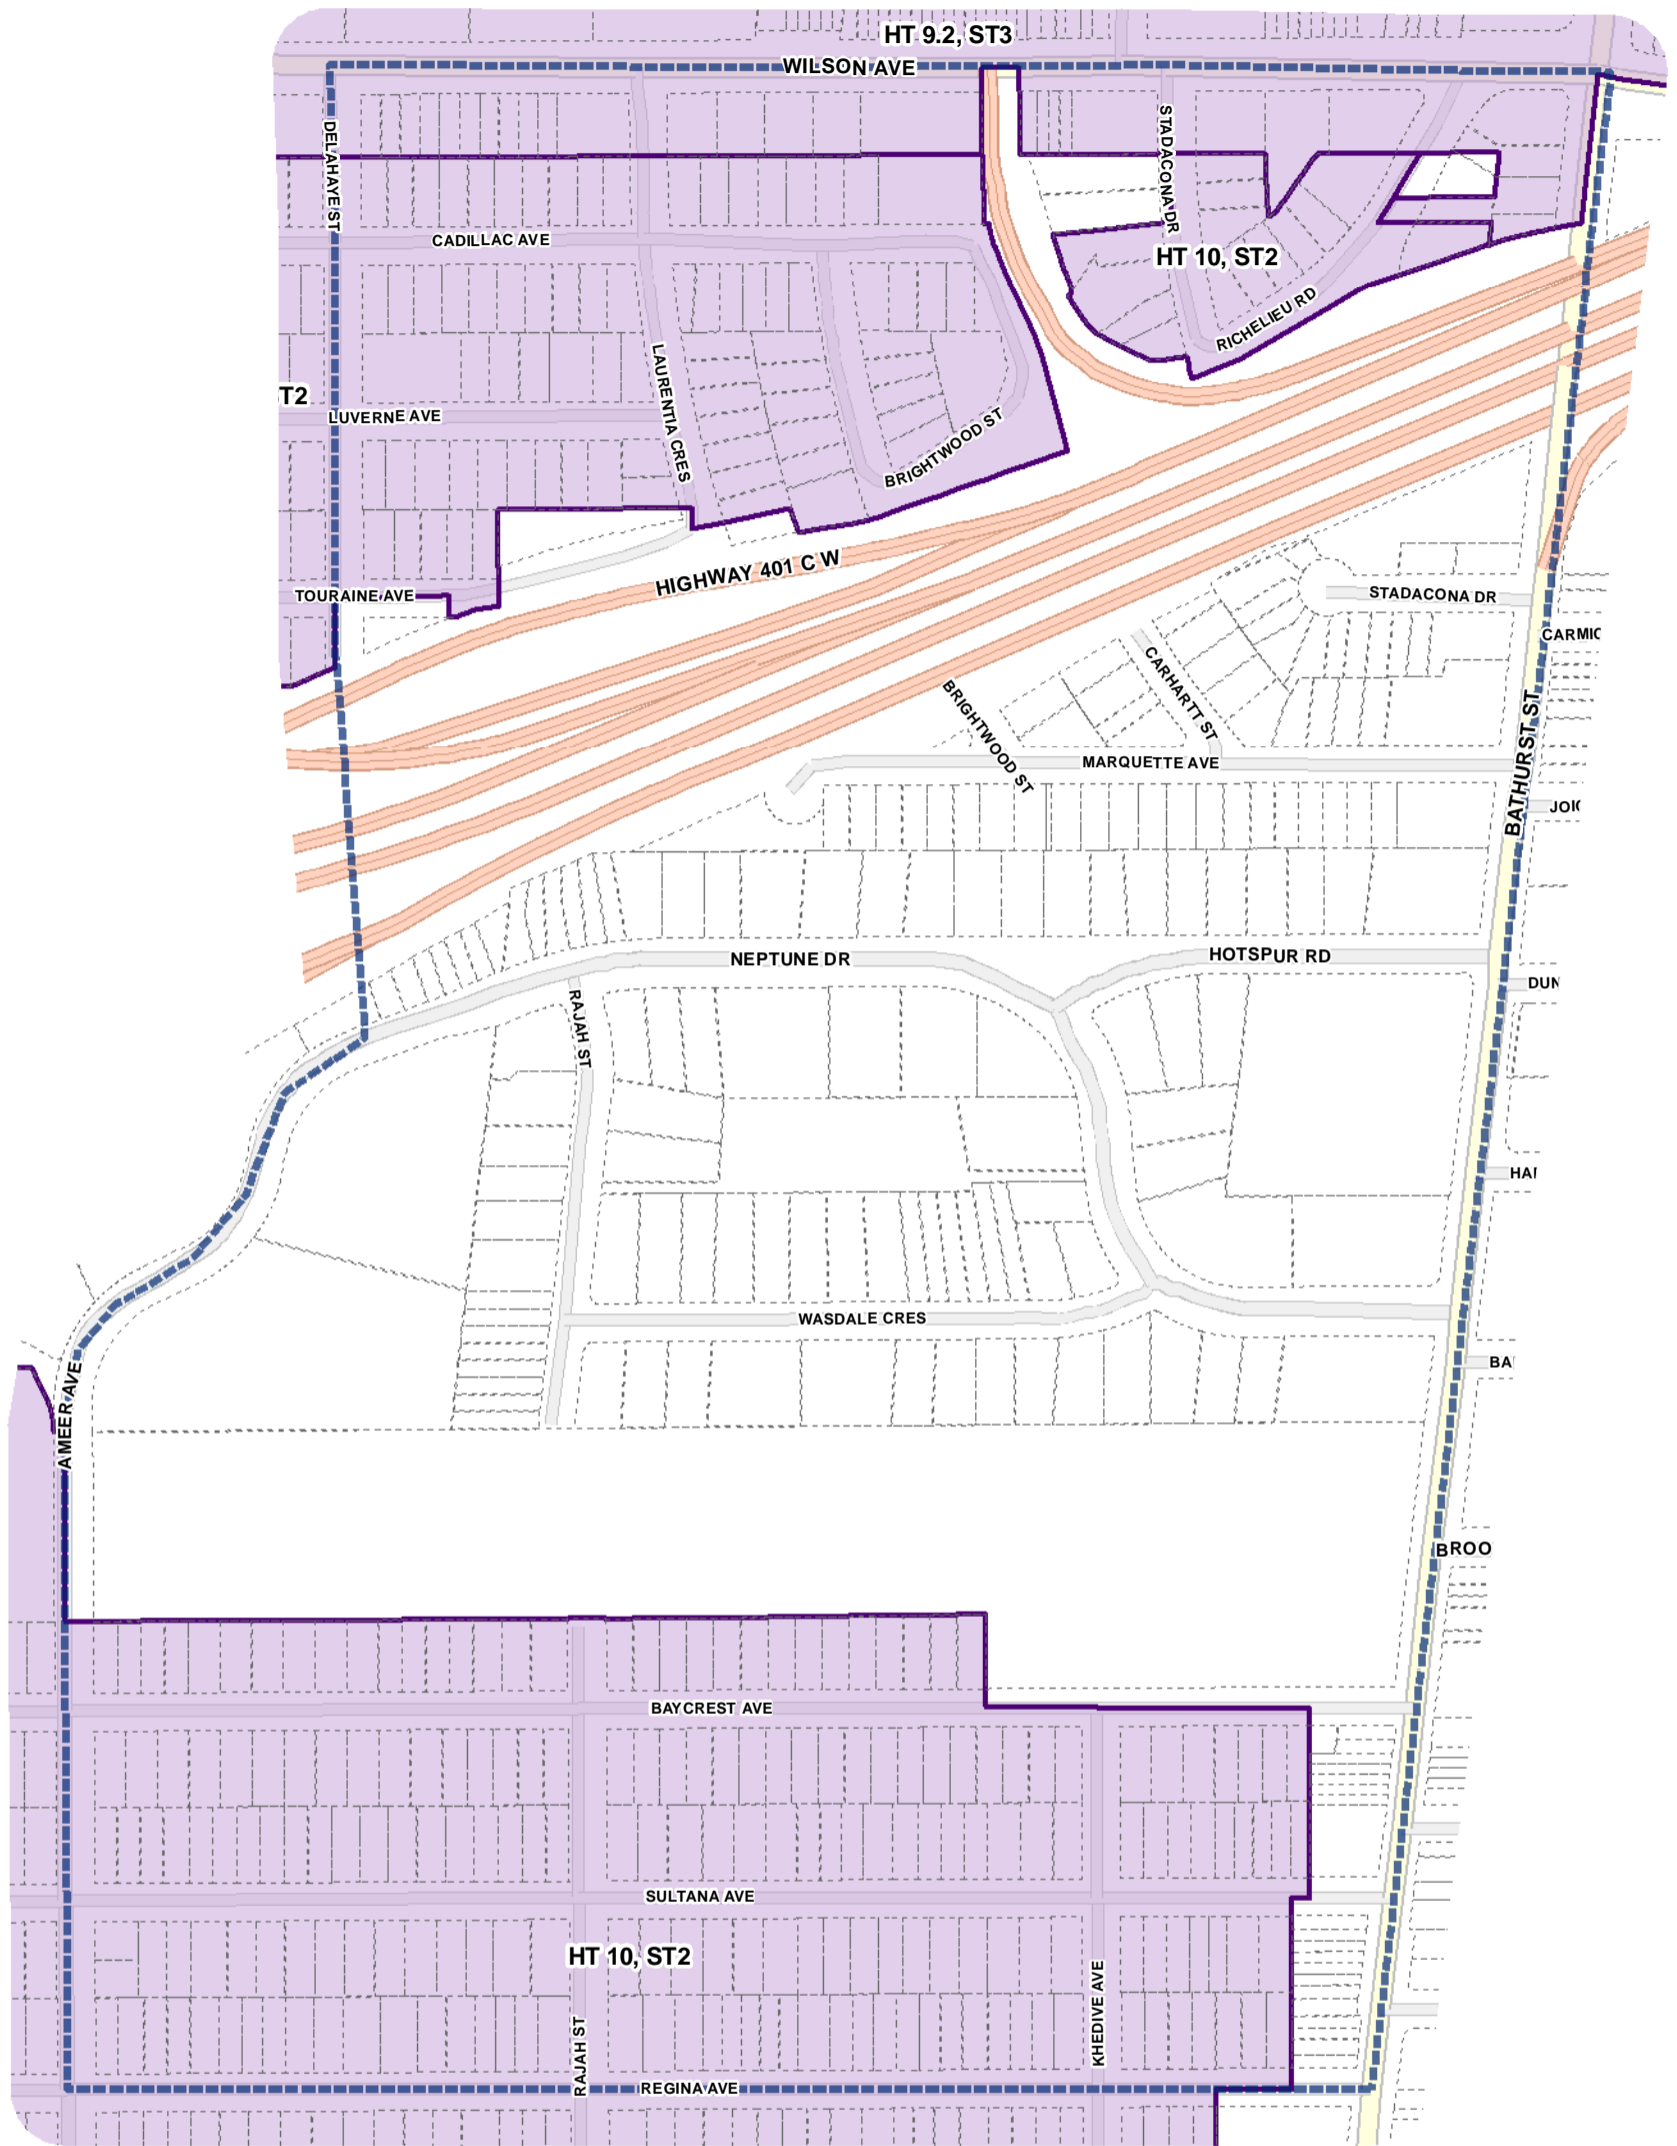 HT 9.2, ST3
WILSON AVE
DELAHAYE ST
STADACONA DR
CADILLAC AVE
HT 10, ST2
RICHELIEU RD
LAURENTIA CRES
T2
LUVERNE AVE
BRIGHTWOOD ST
HIGHWAY 401 C W
TOURAINE AVE
STADACONA DR
CARMIC
CARHARTT ST
BRIGHTWOOD ST
BATHURST ST
MARQUETTE AVE
JOIC
NEPTUNE DR
HOTSPUR RD
DUN
RAJAH ST
HAI
WASDALE CRES
BA
AMEER AVE
BROO
BAYCREST AVE
SULTANA AVE
HT 10, ST2
KHEDIVE AVE
RAJAH ST
REGINA AVE